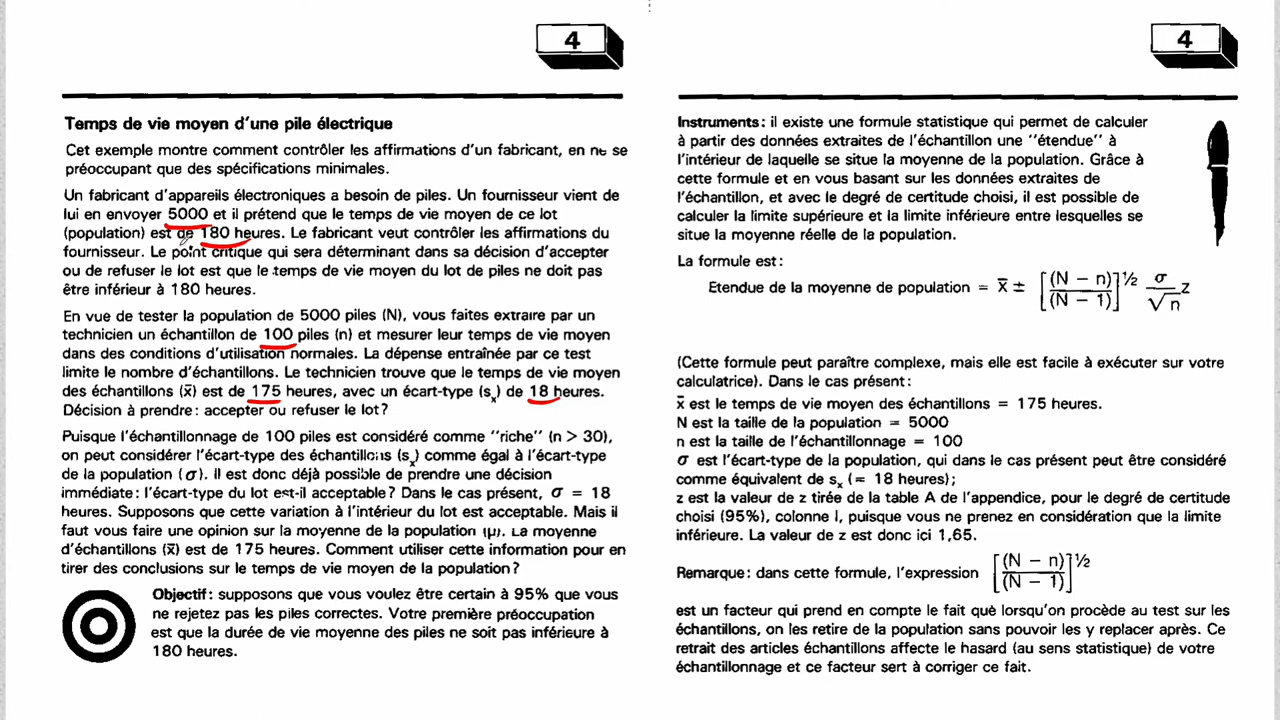 4
Temps de vie moyen d'une pile électrique
Cet exemple montre comment contrôler les affirmations d'un fabricant, en ne se
préoccupant que des spécifications minimales.
Un fabricant d'appareils électroniques a besoin de piles. Un fournisseur vient de
lui en envoyer 5000 et il prétend que le temps de vie moyen de ce lot
(population) est de 180 heures. Le fabricant veut contrôler les affirmations du
fournisseur. Le point critique qui sera déterminant dans sa décision d'accepter
ou de refuser le lot est que le temps de vie moyen du lot de piles ne doit pas
être inférieur à 180 heures.
En vue de tester la population de 5000 piles (N), vous faites extraire par un
technicien un échantillon de 100 piles (n) et mesurer leur temps de vie moyen
dans des conditions d'utilisation normales. La dépense entraînée par ce test
limite le nombre d'échantillons. Le technicien trouve que le temps de vie moyen
des échantillons (x̄) est de 175 heures, avec un écart-type (sₓ) de 18 heures.
Décision à prendre: accepter ou refuser le lot?
Puisque l'échantillonnage de 100 piles est considéré comme "riche" (n > 30),
on peut considérer l'écart-type des échantillons (sₓ) comme égal à l'écart-type
de la population (σ). Il est donc déjà possible de prendre une décision
immédiate: l'écart-type du lot est-il acceptable? Dans le cas présent, σ = 18
heures. Supposons que cette variation à l'intérieur du lot est acceptable. Mais il
faut vous faire une opinion sur la moyenne de la population (μ). La moyenne
d'échantillons (x̄) est de 175 heures. Comment utiliser cette information pour en
tirer des conclusions sur le temps de vie moyen de la population?
Objectif: supposons que vous voulez être certain à 95% que vous
ne rejetez pas les piles correctes. Votre première préoccupation
est que la durée de vie moyenne des piles ne soit pas inférieure à
180 heures.
4
Instruments: il existe une formule statistique qui permet de calculer
à partir des données extraites de l'échantillon une "étendue" à
l'intérieur de laquelle se situe la moyenne de la population. Grâce à
cette formule et en vous basant sur les données extraites de
l'échantillon, et avec le degré de certitude choisi, il est possible de
calculer la limite supérieure et la limite inférieure entre lesquelles se
situe la moyenne réelle de la population.
La formule est:
Etendue de la moyenne de population = x̄ ± [(N − n)/(N − 1)]^½ σ/√n z
(Cette formule peut paraître complexe, mais elle est facile à exécuter sur votre
calculatrice). Dans le cas présent:
x̄ est le temps de vie moyen des échantillons = 175 heures.
N est la taille de la population = 5000
n est la taille de l'échantillonnage = 100
σ est l'écart-type de la population, qui dans le cas présent peut être considéré
comme équivalent de sₓ (= 18 heures);
z est la valeur de z tirée de la table A de l'appendice, pour le degré de certitude
choisi (95%), colonne I, puisque vous ne prenez en considération que la limite
inférieure. La valeur de z est donc ici 1,65.
Remarque: dans cette formule, l'expression [(N − n)/(N − 1)]^½
est un facteur qui prend en compte le fait què lorsqu'on procède au test sur les
échantillons, on les retire de la population sans pouvoir les y replacer après. Ce
retrait des articles échantillons affecte le hasard (au sens statistique) de votre
échantillonnage et ce facteur sert à corriger ce fait.